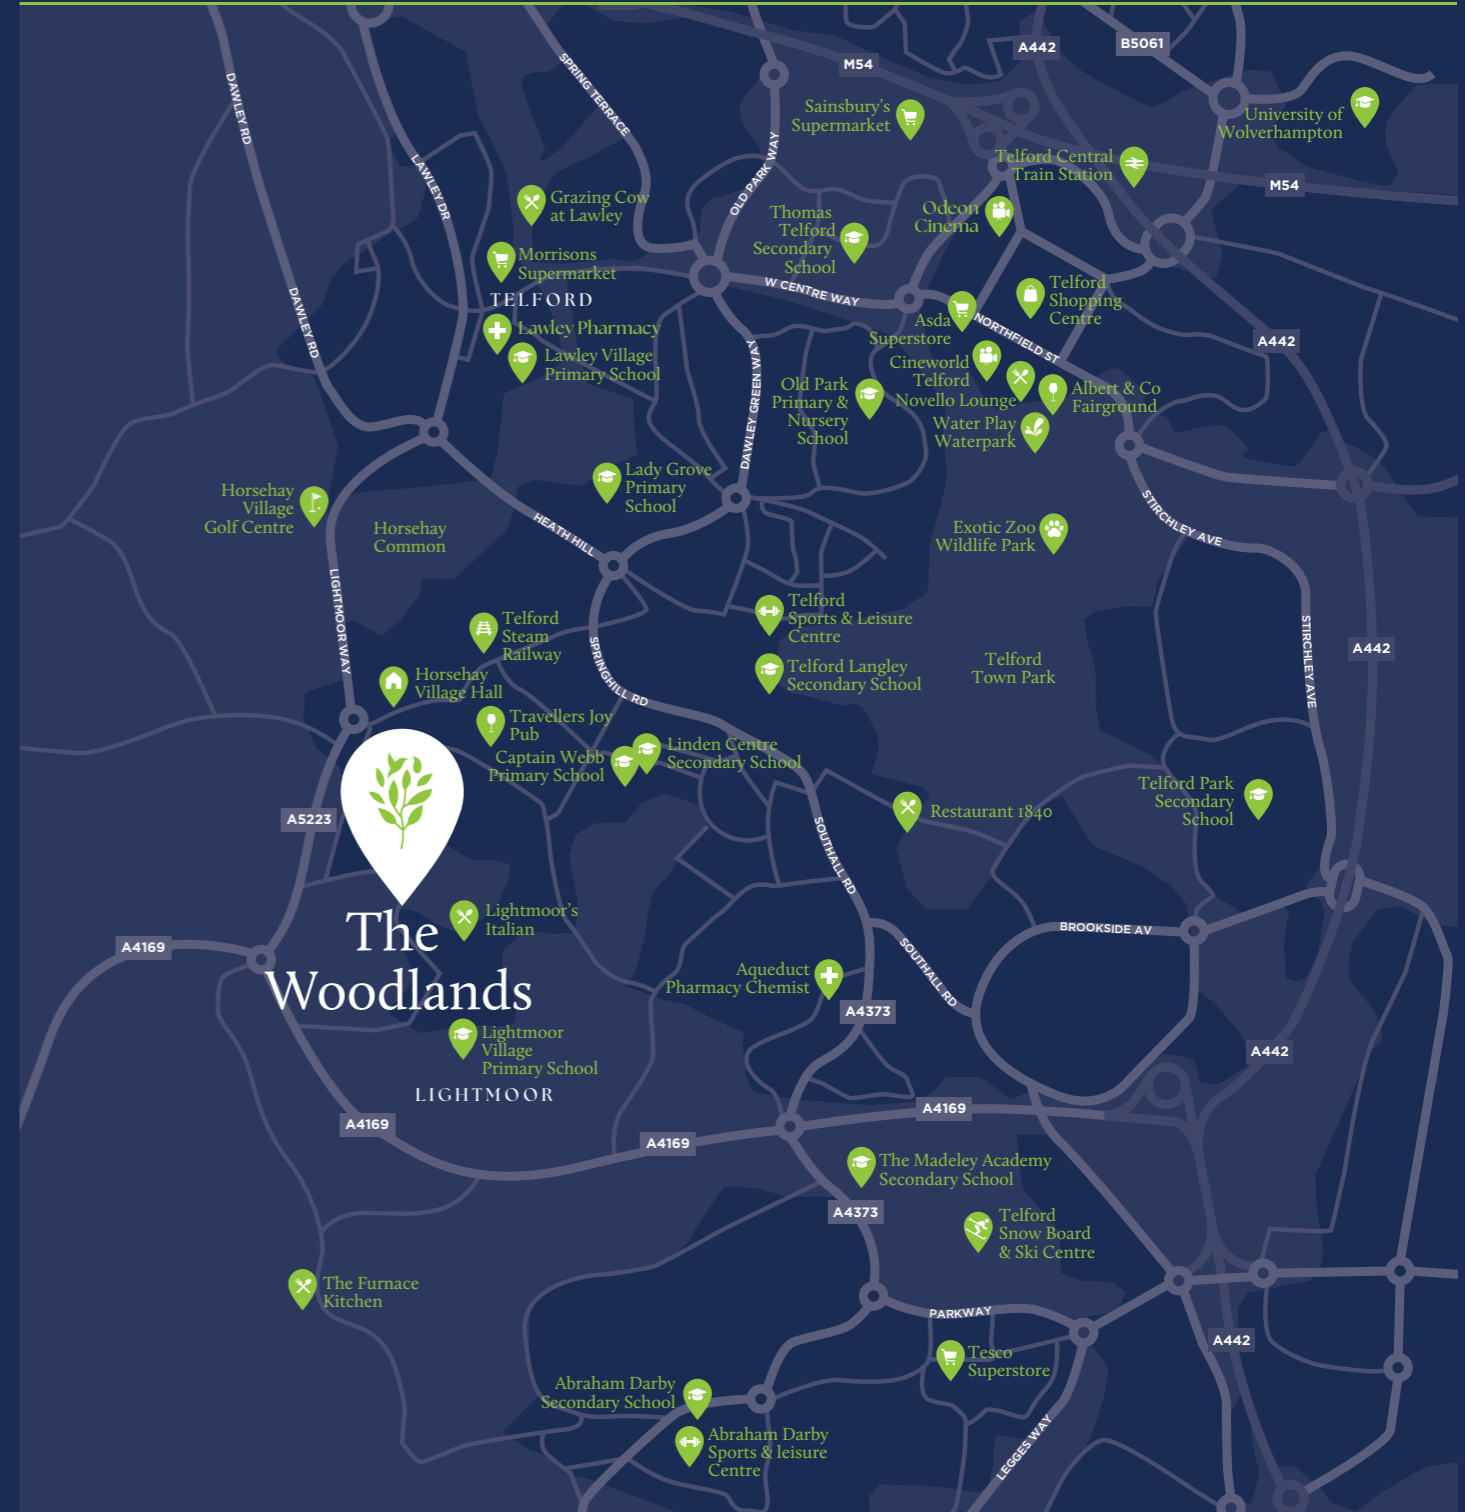 A442
B5061
M54
DAWLEY RD
SPRING TERRACE
Sainsbury's
Supermarket
University of
Wolverhampton
Telford Central
Train Station
M54
LAWLEY DR
OLD PARK WAY
Grazing Cow
at Lawley
Thomas
Telford
Secondary
School
Odeon
Cinema
Morrisons
Supermarket
TELFORD
W CENTRE WAY
Telford
Shopping
Centre
DAWLEY RD
Lawley Pharmacy
Lawley Village
Primary School
Asda
Superstore
NORTHFIELD ST
A442
DAWLEY GREEN WAY
Old Park
Primary &
Nursery
School
Cineworld
Telford
Novello Lounge
Albert & Co
Fairground
Water Play
Waterpark
Lady Grove
Primary
School
Horsehay
Village
Golf Centre
Horsehay
Common
HEATH HILL
Exotic Zoo
Wildlife Park
STIRCHLEY AVE
LIGHTMOOR WAY
Telford
Steam
Railway
Telford
Sports & Leisure
Centre
STIRCHLEY AVE
A442
Horsehay
Village Hall
SPRINGHILL RD
Telford Langley
Secondary School
Telford
Town Park
Travellers Joy
Pub
Captain Webb
Primary School
Linden Centre
Secondary School
Telford Park
Secondary
School
A5223
SOUTHALL RD
Restaurant 1840
Lightmoor's
Italian
The
Woodlands
A4169
BROOKSIDE AV
SOUTHALL RD
Aqueduct
Pharmacy Chemist
A4373
Lightmoor
Village
Primary School
LIGHTMOOR
A442
A4169
A4169
A4169
The Madeley Academy
Secondary School
A4373
Telford
Snow Board
& Ski Centre
The Furnace
Kitchen
PARKWAY
A442
Tesco
Superstore
Abraham Darby
Secondary School
Abraham Darby
Sports & leisure
Centre
LEGGES WAY